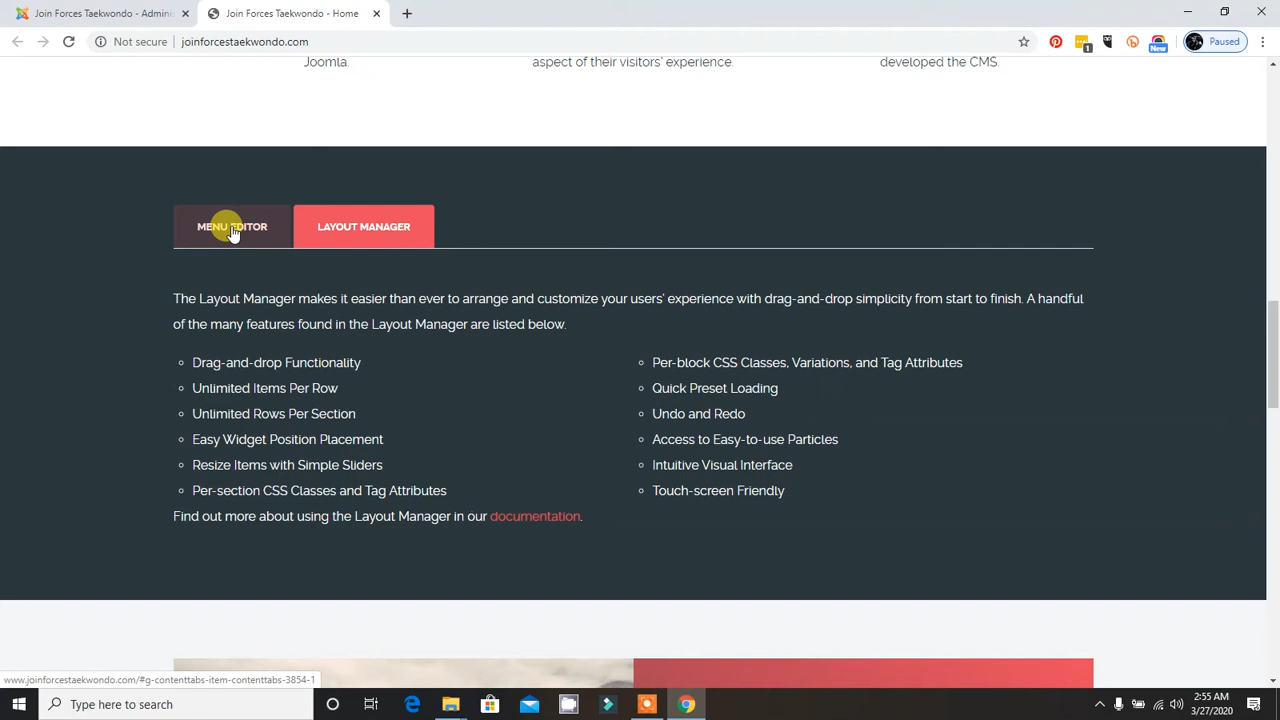 Join Forces Taekwondo - Admini
Join Forces Taekwondo - Home
Not secure
joinforcestaekwondo.com
1
New
Paused
Joomla.
aspect of their visitors' experience.
developed the CMS.
MENU EDITOR
LAYOUT MANAGER
The Layout Manager makes it easier than ever to arrange and customize your users' experience with drag-and-drop simplicity from start to finish. A handful
of the many features found in the Layout Manager are listed below.
Drag-and-drop Functionality
Unlimited Items Per Row
Unlimited Rows Per Section
Easy Widget Position Placement
Resize Items with Simple Sliders
Per-section CSS Classes and Tag Attributes
Per-block CSS Classes, Variations, and Tag Attributes
Quick Preset Loading
Undo and Redo
Access to Easy-to-use Particles
Intuitive Visual Interface
Touch-screen Friendly
Find out more about using the Layout Manager in our documentation.
www.joinforcestaekwondo.com/#g-contenttabs-item-contenttabs-3854-1
Type here to search
2:55 AM
3/27/2020